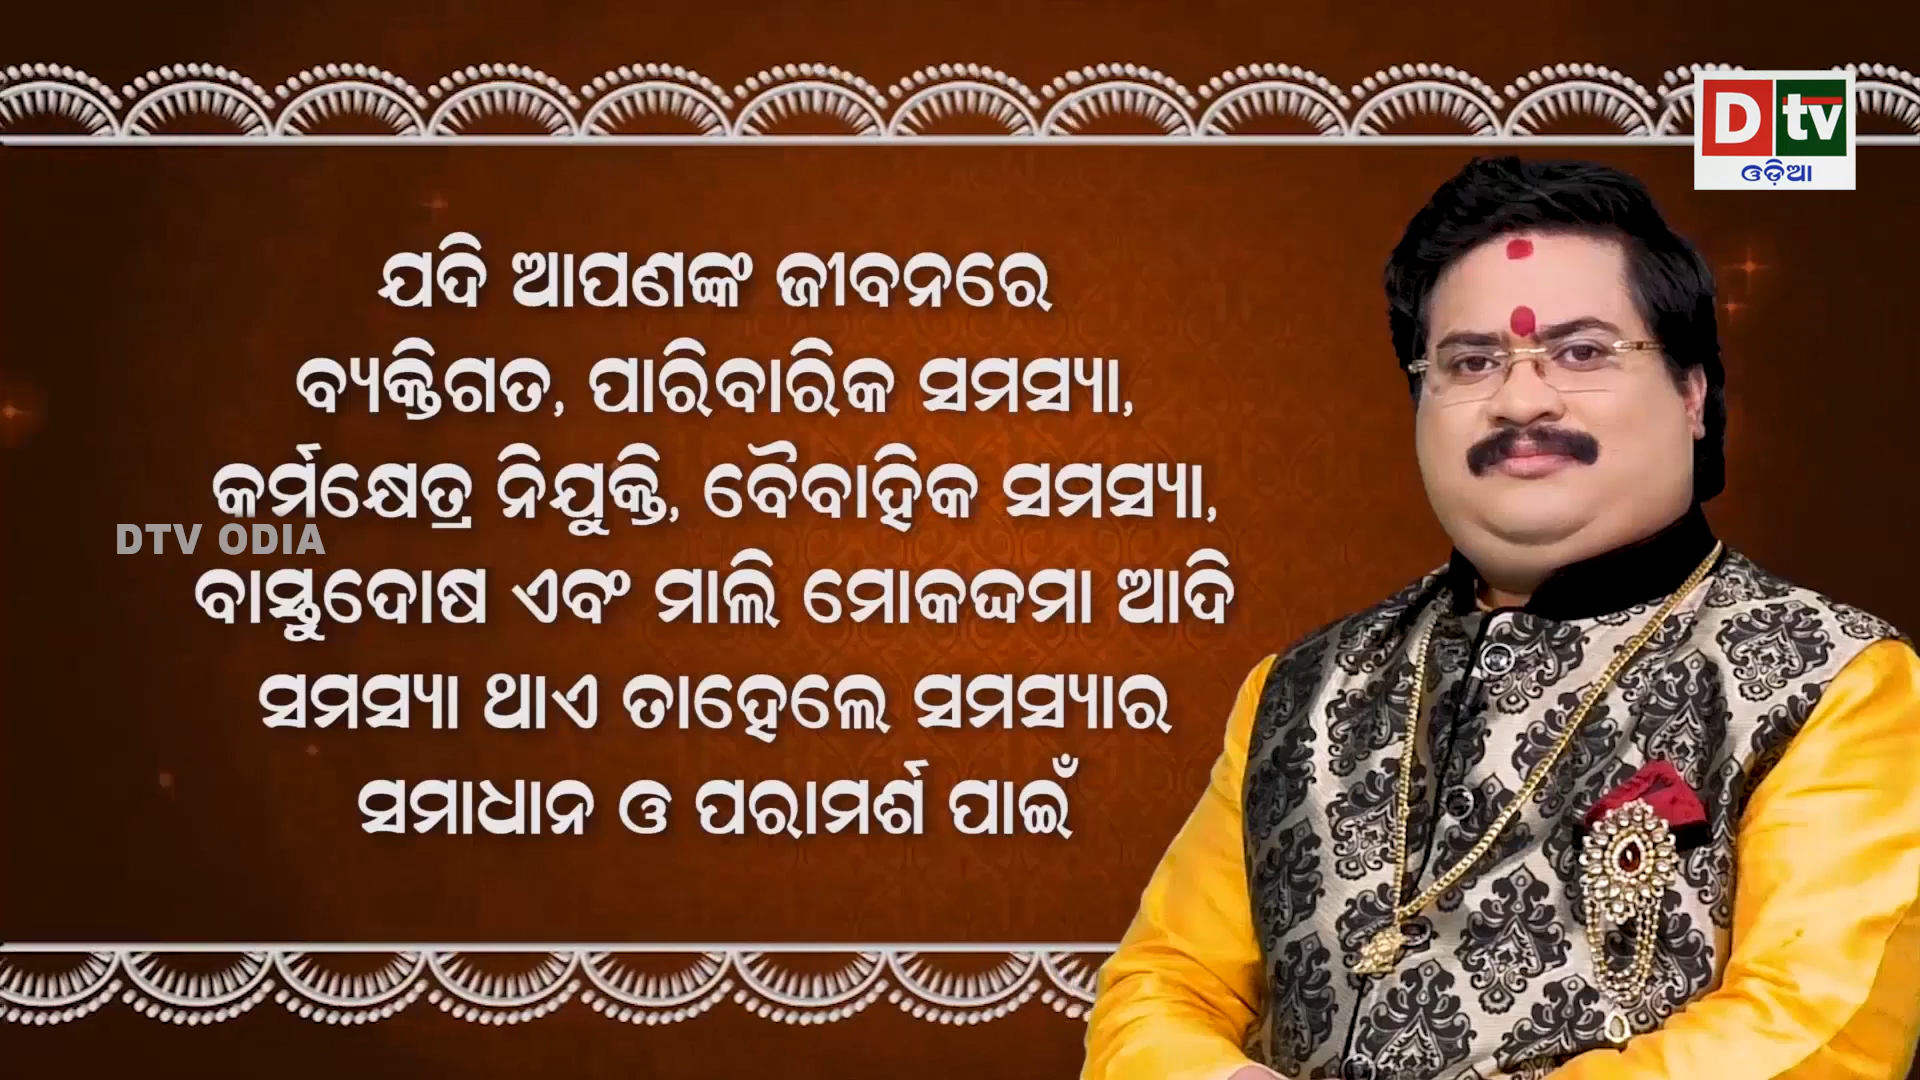 Dtv
ଓଡ଼ିଆ
ଯଦି ଆପଣଙ୍କ ଜୀବନରେ
ବ୍ୟକ୍ତିଗତ, ପାରିବାରିକ ସମସ୍ୟା,
କର୍ମକ୍ଷେତ୍ର ନିଯୁକ୍ତି, ବୈବାହିକ ସମସ୍ୟା,
DTV ODIA
ବାସ୍ତୁଦୋଷ ଏବଂ ମାଲି ମୋକଦ୍ଦମା ଆଦି
ସମସ୍ୟା ଥାଏ ତାହେଲେ ସମସ୍ୟାର
ସମାଧାନ ଓ ପରାମର୍ଶ ପାଇଁ